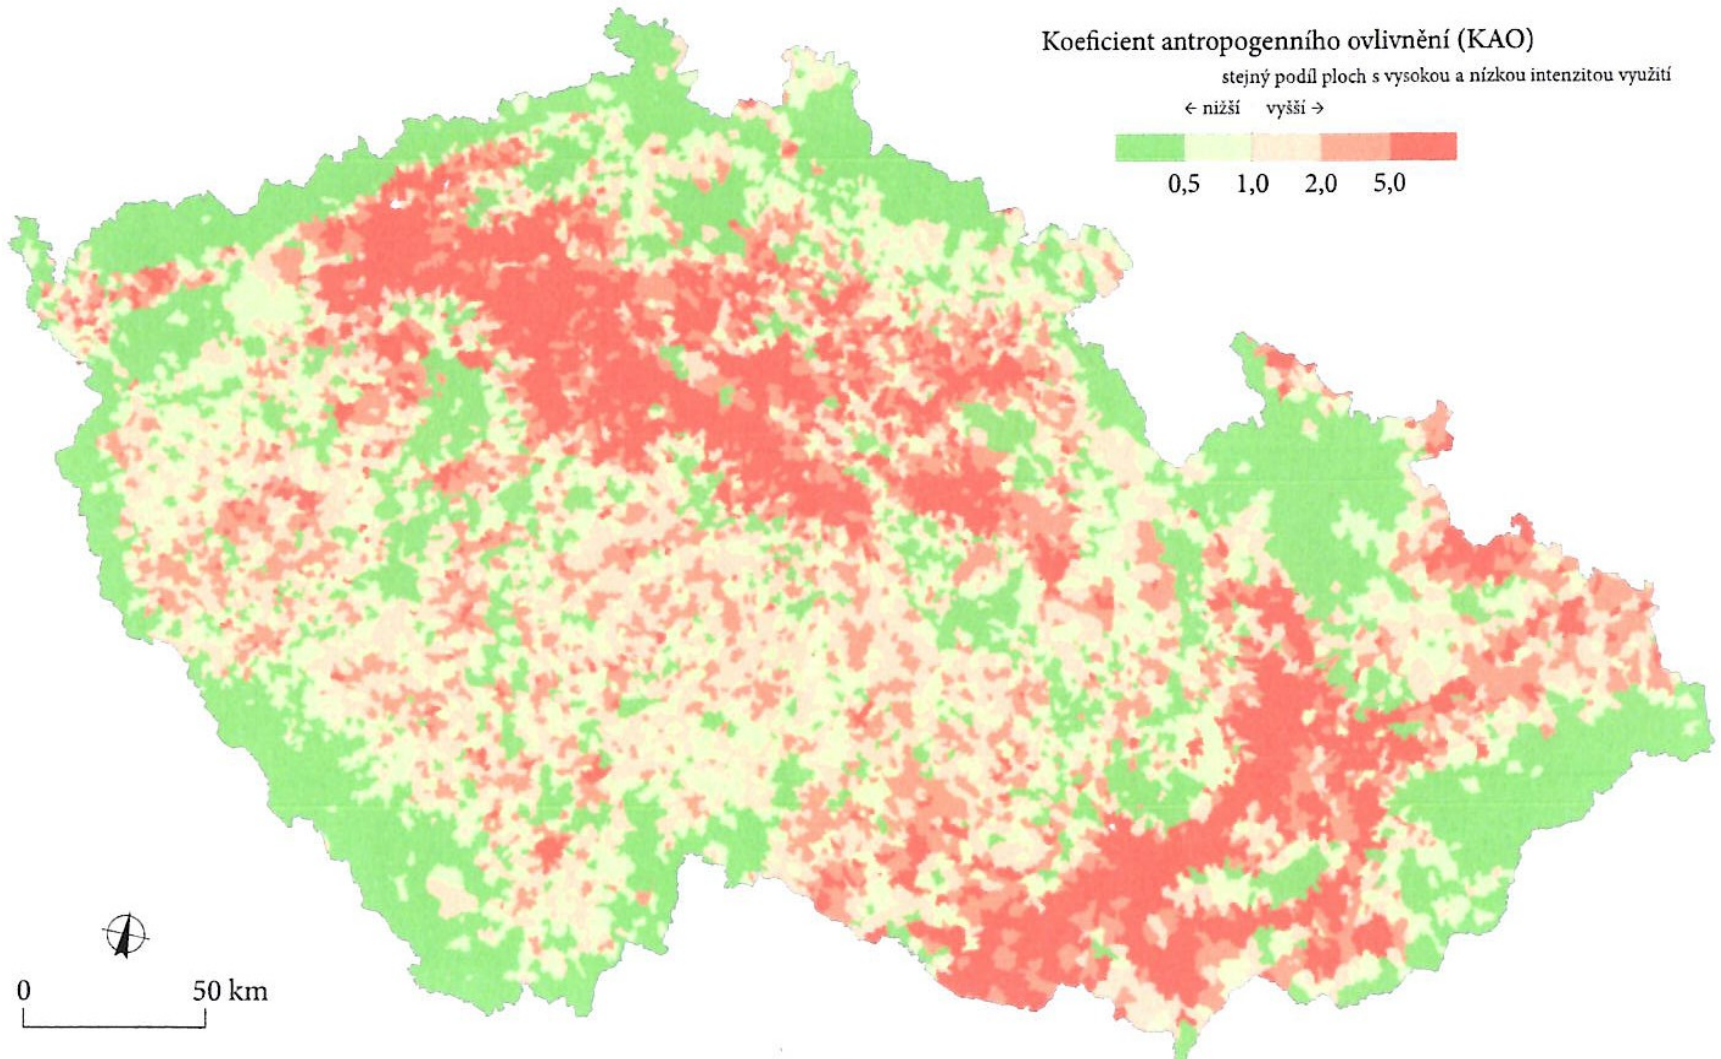 Koeficient antropogenního ovlivnění (KAO)
stejný podíl ploch s vysokou a nízkou intenzitou využití
← nižší vyšší →
0,5 1,0 2,0 5,0
0 50 km